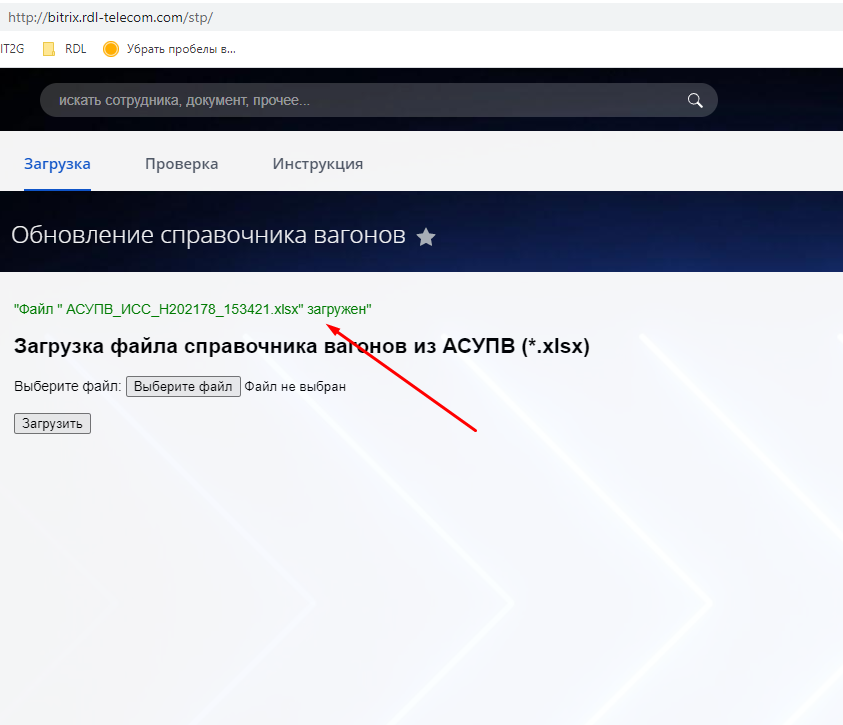 http://bitrix.rdl-telecom.com/stp/
IT2G RDL Убрать пробелы в...
искать сотрудника, документ, прочее...
Загрузка Проверка Инструкция
Обновление справочника вагонов
"Файл " АСУПВ_ИСС_Н202178_153421.xlsx" загружен"
Загрузка файла справочника вагонов из АСУПВ (*.xlsx)
Выберите файл: Выберите файл Файл не выбран
Загрузить